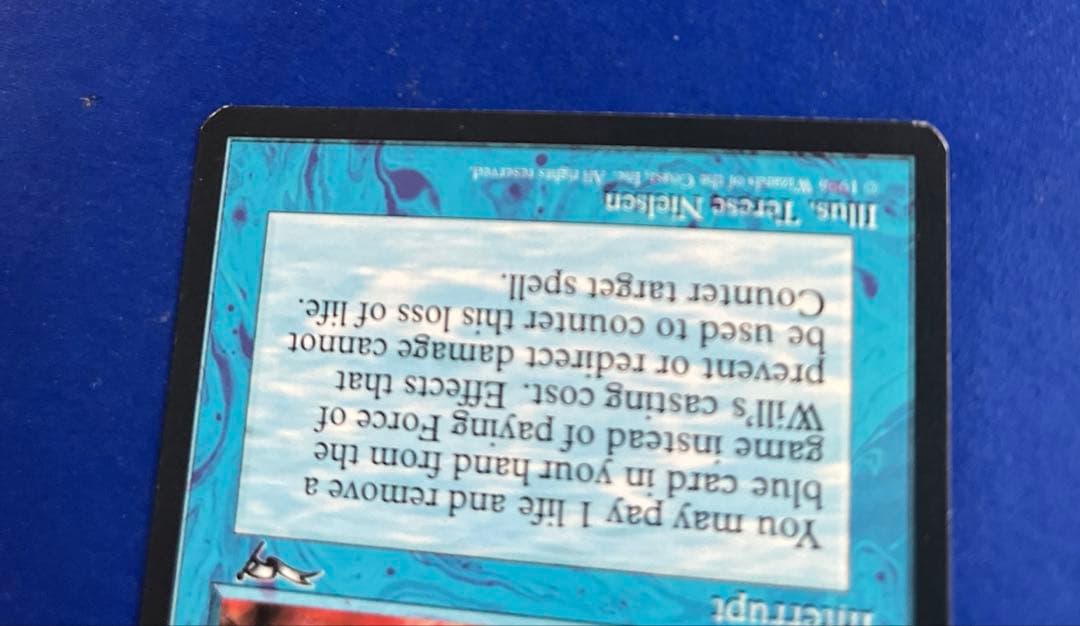 Interrupt
You may pay 1 life and remove a
blue card in your hand from the
game instead of paying Force of
Will's casting cost. Effects that
prevent or redirect damage cannot
be used to counter this loss of life.
Counter target spell.
Illus. Terese Nielsen
© 1996 Wizards of the Coast, Inc. All rights reserved.